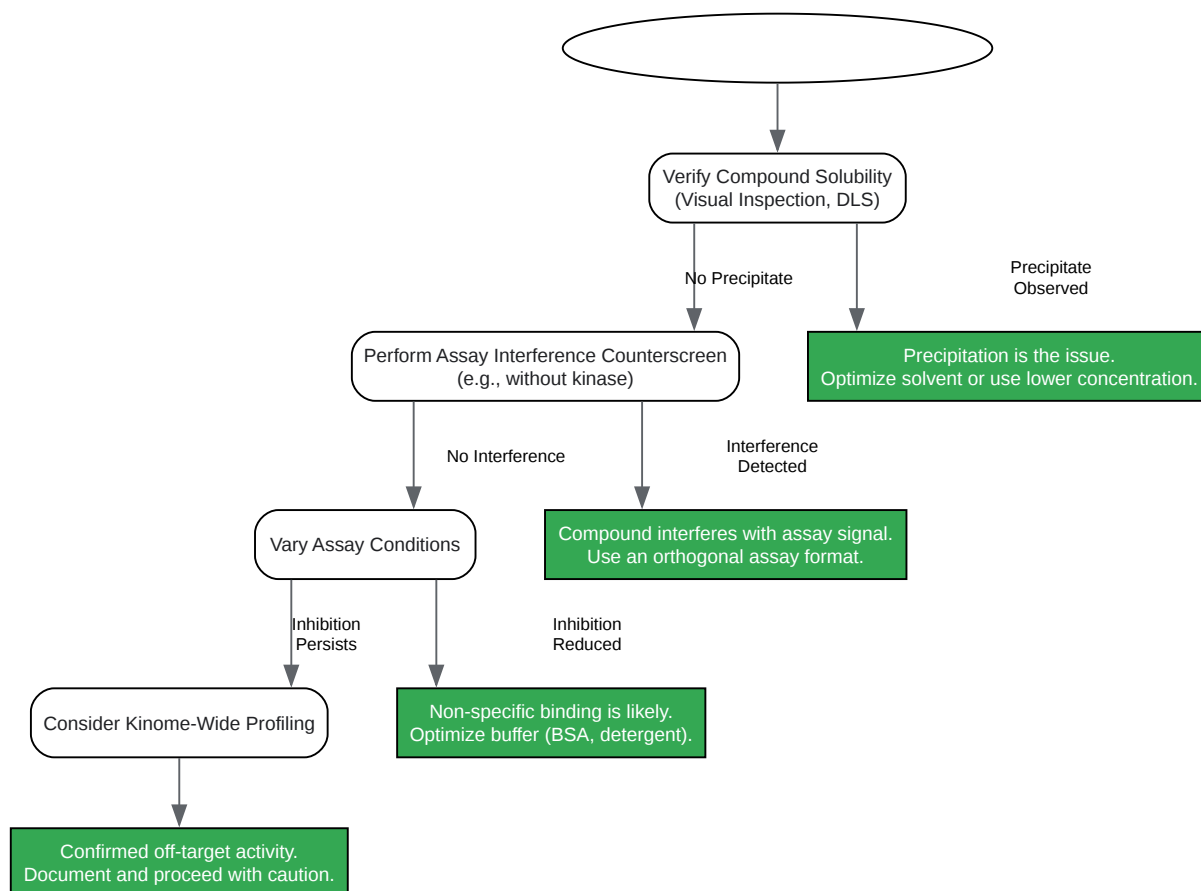 Verify Compound Solubility
(Visual Inspection, DLS)
No Precipitate
Precipitate
Observed
Perform Assay Interference Counterscreen
(e.g., without kinase)
Precipitation is the issue.
Optimize solvent or use lower concentration.
No Interference
Interference
Detected
Vary Assay Conditions
Compound interferes with assay signal.
Use an orthogonal assay format.
Inhibition
Persists
Inhibition
Reduced
Consider Kinome-Wide Profiling
Non-specific binding is likely.
Optimize buffer (BSA, detergent).
Confirmed off-target activity.
Document and proceed with caution.